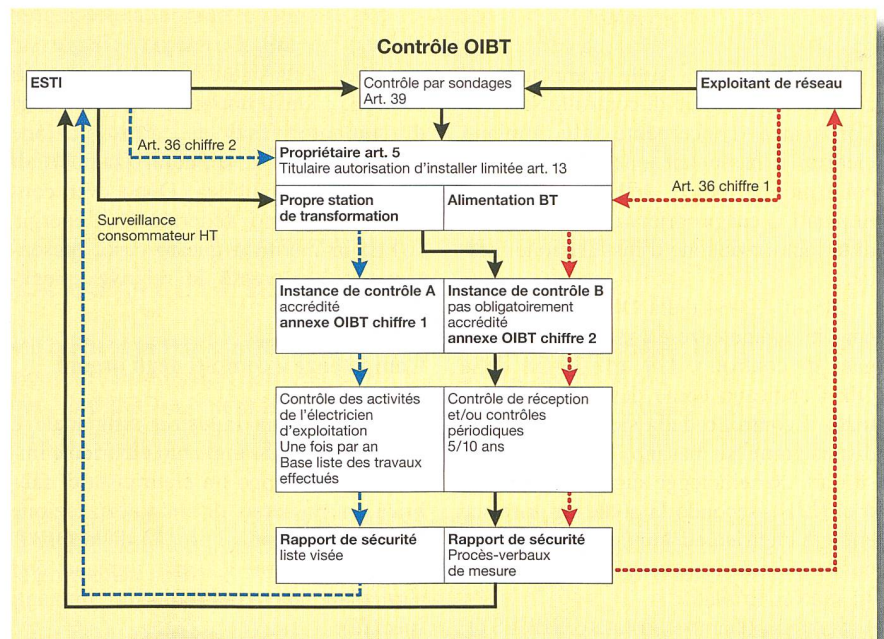 Contrôle OIBT
ESTI
Contrôle par sondages
Art. 39
Exploitant de réseau
Art. 36 chiffre 2
Propriétaire art. 5
Titulaire autorisation d’installer limitée art. 13
Art. 36 chiffre 1
Propre station
de transformation
Alimentation BT
Surveillance
consommateur HT
Instance de contrôle A
accrédité
annexe OIBT chiffre 1
Instance de contrôle B
pas obligatoirement
accrédité
annexe OIBT chiffre 2
Contrôle des activités
de l’électricien
d’exploitation
Une fois par an
Base liste des travaux
effectués
Contrôle de réception
et/ou contrôles
périodiques
5/10 ans
Rapport de sécurité
liste visée
Rapport de sécurité
Procès-verbaux
de mesure